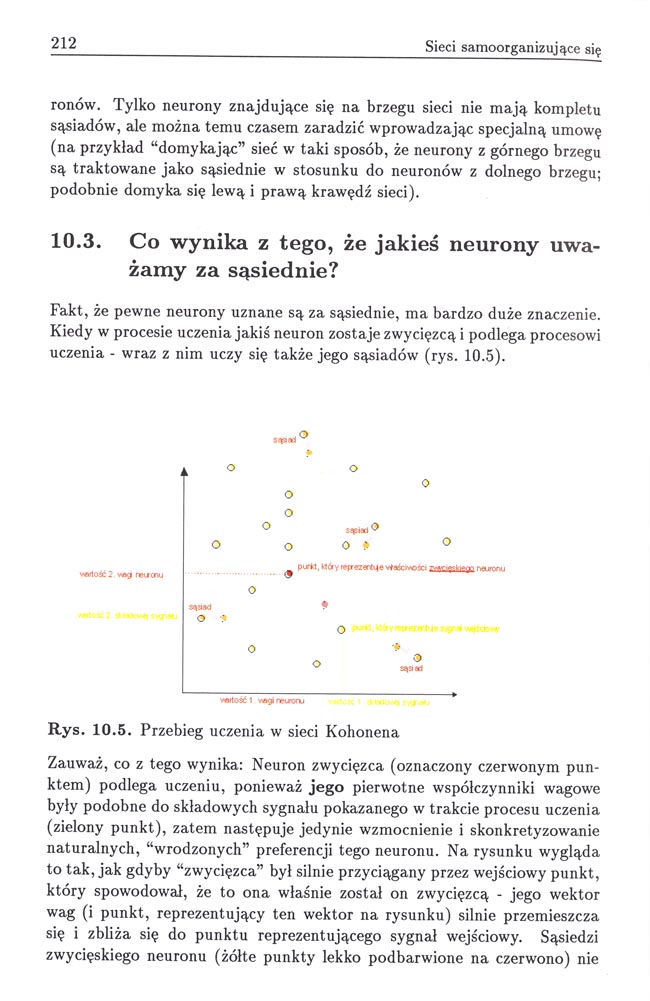 212
Sieci samoorganizujące się
ronów. Tylko neurony znajdujące się na brzegu sieci nie mają kompletu
sąsiadów, ale można temu czasem zaradzić wprowadzając specjalną umowę
(na przykład “domykając” sieć w taki sposób, że neurony z górnego brzegu
są traktowane jako sąsiednie w stosunku do neuronów z dolnego brzegu;
podobnie domyka się lewą i prawą krawędź sieci).
10.3. Co wynika z tego, że jakieś neurony uwa-
żamy za sąsiednie?
Fakt, że pewne neurony uznane są za sąsiednie, ma bardzo duże znaczenie.
Kiedy w procesie uczenia jakiś neuron zostaje zwycięzcą i podlega procesowi
uczenia - wraz z nim uczy się także jego sąsiadów (rys. 10.5).
sąsiad
sąsiad
punkt, który reprezentuje właściwości zwycięskiego neuronu
wartość 2. wagi neuronu
sąsiad
wartość 2. składowej sygnału
punkt, który reprezentuje sygnał wejściowy
sąsiad
wartość 1. wagi neuronu
wartość 1. składowej sygnału
Rys. 10.5. Przebieg uczenia w sieci Kohonena
Zauważ, co z tego wynika: Neuron zwycięzca (oznaczony czerwonym pun-
ktem) podlega uczeniu, ponieważ jego pierwotne współczynniki wagowe
były podobne do składowych sygnału pokazanego w trakcie procesu uczenia
(zielony punkt), zatem następuje jedynie wzmocnienie i skonkretyzowanie
naturalnych, “wrodzonych” preferencji tego neuronu. Na rysunku wygląda
to tak, jak gdyby “zwycięzca” był silnie przyciągany przez wejściowy punkt,
który spowodował, że to ona właśnie został on zwycięzcą - jego wektor
wag (i punkt, reprezentujący ten wektor na rysunku) silnie przemieszcza
się i zbliża się do punktu reprezentującego sygnał wejściowy. Sąsiedzi
zwycięskiego neuronu (żółte punkty lekko podbarwione na czerwono) nie